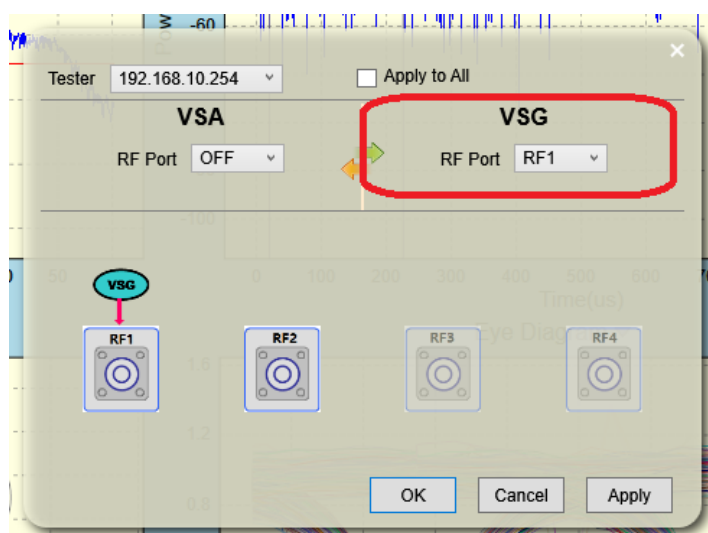 Pow
-60
×
Tester 192.168.10.254 Apply to All
VSA VSG
RF Port OFF RF Port RF1
-100
50 0 100 200 300 400 500 600
VSG
Time(us)
RF1 RF2 RF3 RF4
Eye Diagra
1.6
1.2
0.8
OK Cancel Apply